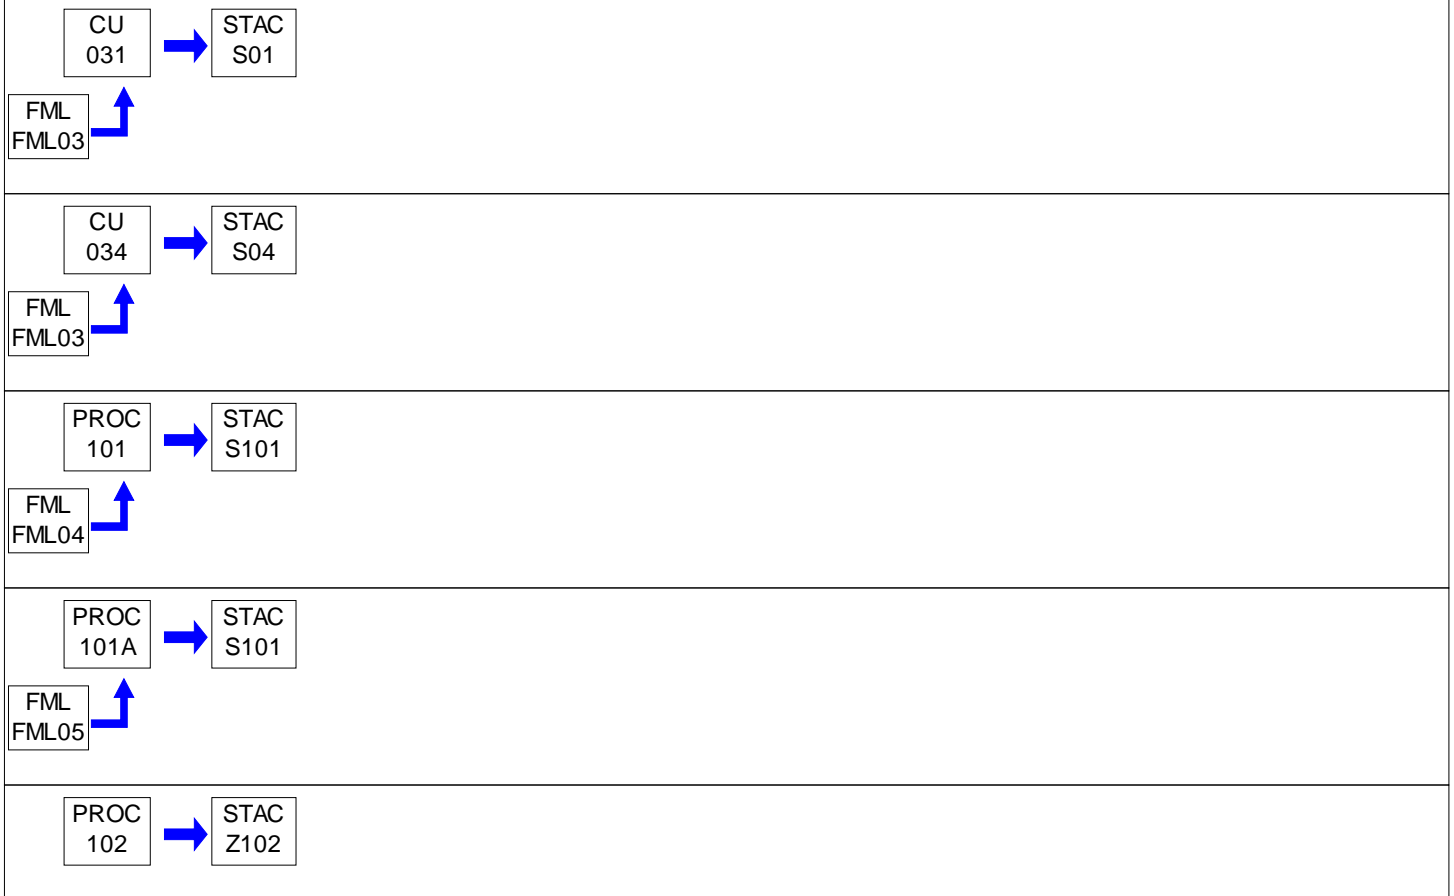 CU
031
STAC
S01
FML
FML03
CU
034
STAC
S04
FML
FML03
PROC
101
STAC
S101
FML
FML04
PROC
101A
STAC
S101
FML
FML05
PROC
102
STAC
Z102